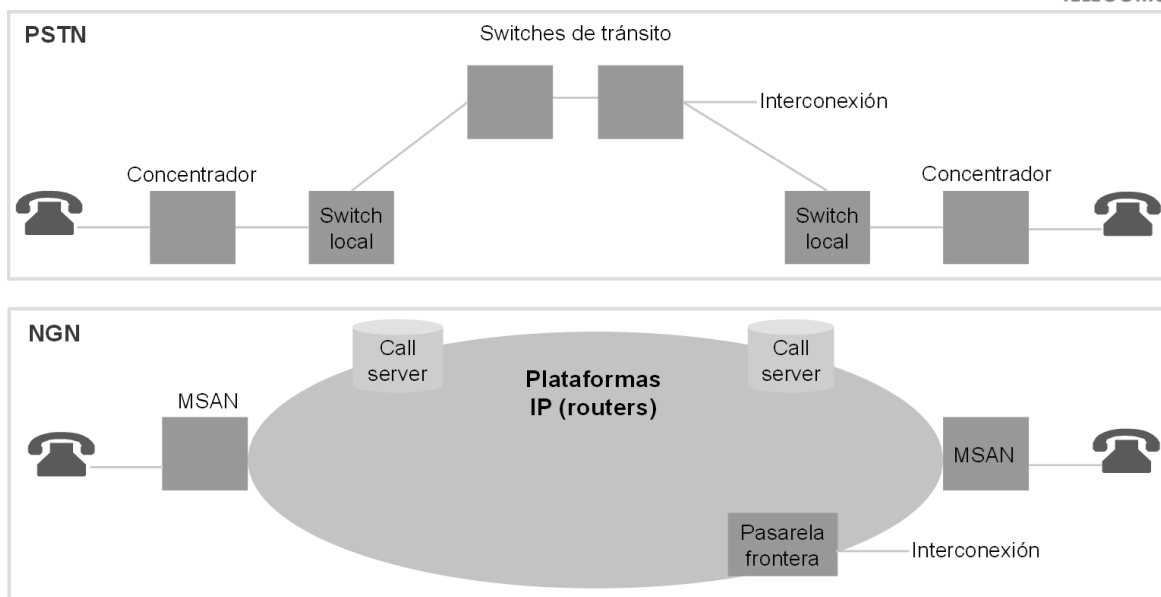 PSTN
Switches de tránsito
Interconexión
Concentrador
Concentrador
Switch
local
Switch
local
NGN
Call
server
Call
server
Plataformas
IP (routers)
MSAN
MSAN
Pasarela
frontera
Interconexión